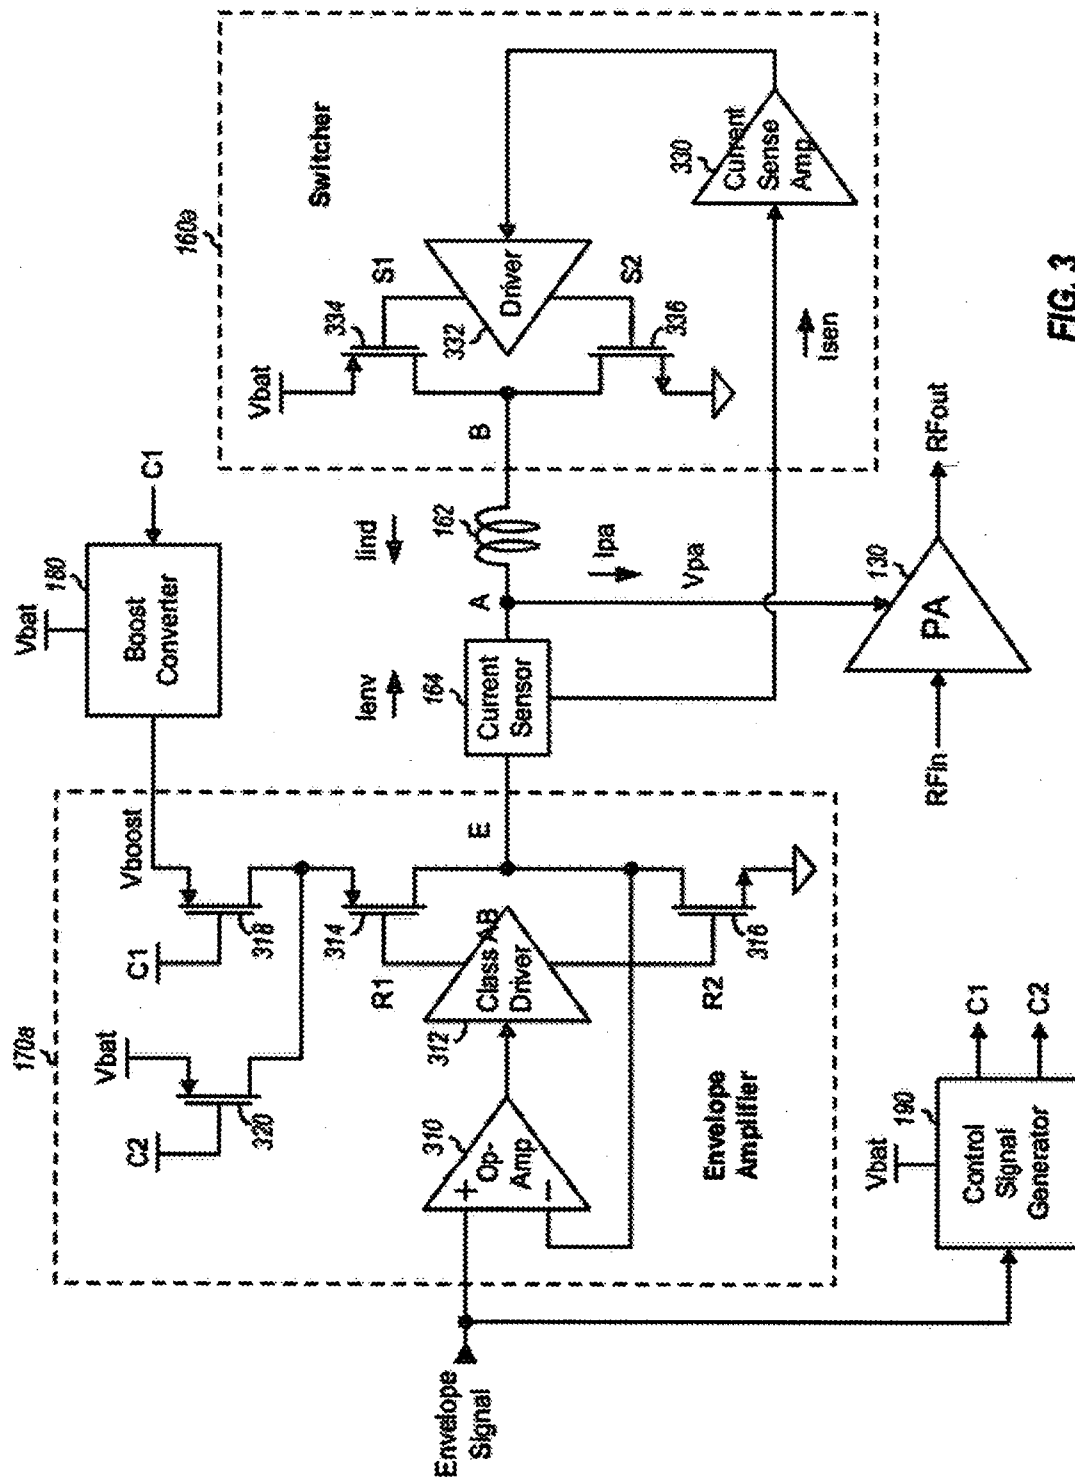 170a
160a
Vbat
180
Boost
Converter
C1
Vboost
C1
318
Vbat
C2
320
314
R1
Class AB
Driver
312
R2
316
310
Op-
Amp
+
−
Envelope
Amplifier
Envelope
Signal
E
Ienv
164
Current
Sensor
A
Iind
162
B
Ipa
Vpa
Switcher
Vbat
334
S1
332
Driver
S2
336
330
Current
Sense
Amp
Isen
Vbat
190
Control
Signal
Generator
C1
C2
RFin
PA
130
RFout
FIG. 3